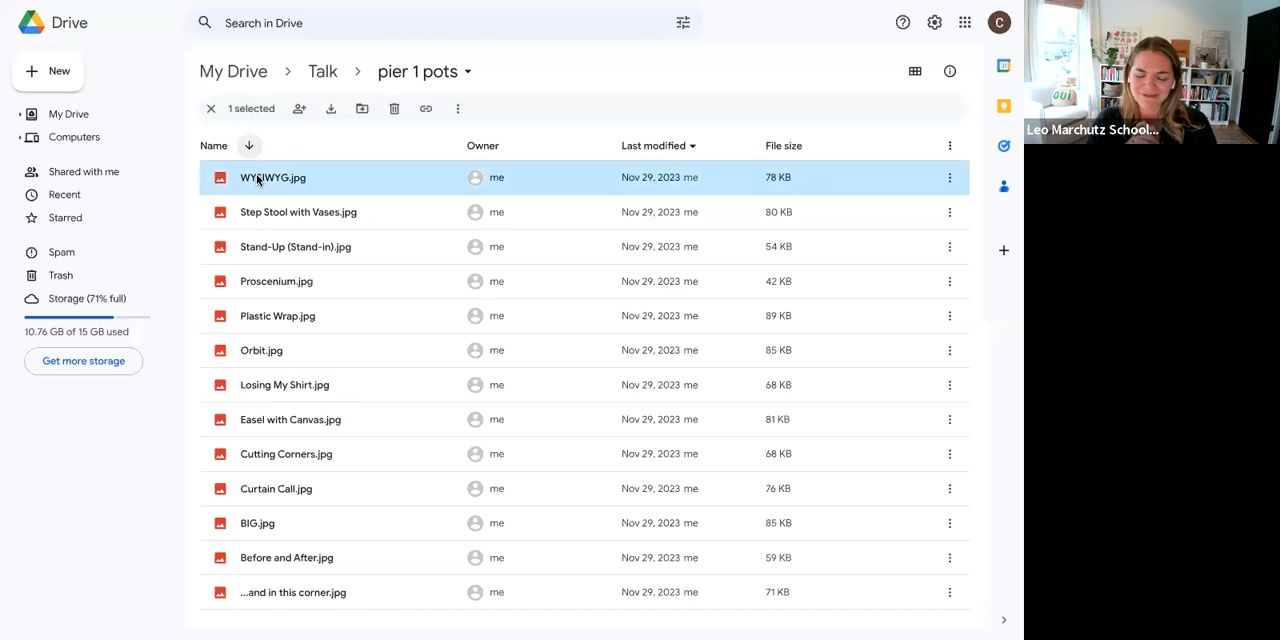 Drive
Search in Drive
C
New
My Drive
Computers
Shared with me
Recent
Starred
Spam
Trash
Storage (71% full)
10.76 GB of 15 GB used
Get more storage
My Drive > Talk > pier 1 pots
1 selected
Name Owner Last modified File size
WYSIWYG.jpg me Nov 29, 2023 me 78 KB
Step Stool with Vases.jpg me Nov 29, 2023 me 80 KB
Stand-Up (Stand-in).jpg me Nov 29, 2023 me 54 KB
Proscenium.jpg me Nov 29, 2023 me 42 KB
Plastic Wrap.jpg me Nov 29, 2023 me 89 KB
Orbit.jpg me Nov 29, 2023 me 85 KB
Losing My Shirt.jpg me Nov 29, 2023 me 68 KB
Easel with Canvas.jpg me Nov 29, 2023 me 81 KB
Cutting Corners.jpg me Nov 29, 2023 me 68 KB
Curtain Call.jpg me Nov 29, 2023 me 76 KB
BIG.jpg me Nov 29, 2023 me 85 KB
Before and After.jpg me Nov 29, 2023 me 59 KB
...and in this corner.jpg me Nov 29, 2023 me 71 KB
oui
Leo Marchutz School...